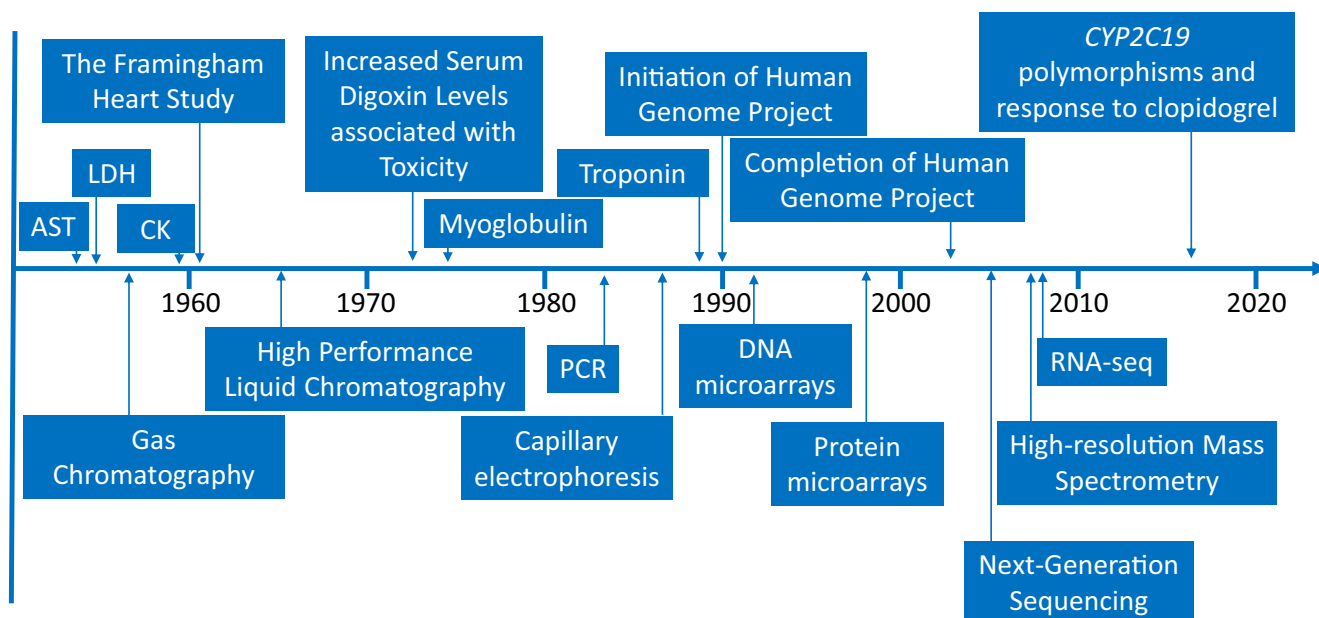 The Framingham
Heart Study
Increased Serum
Digoxin Levels
associated with
Toxicity
Initiation of Human
Genome Project
CYP2C19
polymorphisms and
response to clopidogrel
LDH
Troponin
Completion of Human
Genome Project
AST
CK
Myoglobulin
1960
1970
1980
1990
2000
2010
2020
High Performance
Liquid Chromatography
PCR
DNA
microarrays
RNA-seq
Gas
Chromatography
Capillary
electrophoresis
Protein
microarrays
High-resolution Mass
Spectrometry
Next-Generation
Sequencing